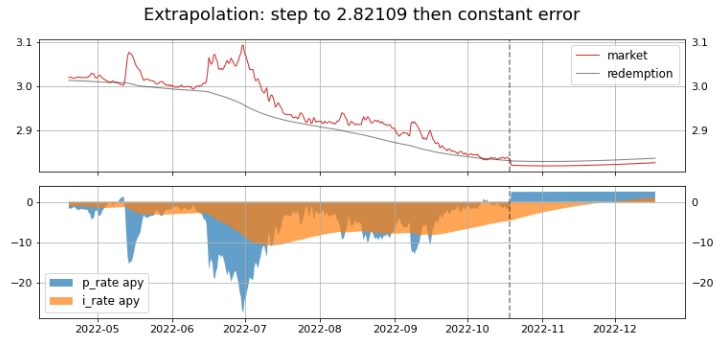 Extrapolation: step to 2.82109 then constant error
3.1 3.1
3.0 3.0
2.9 2.9
market
redemption
0 0
−10 −10
−20 −20
p_rate apy
i_rate apy
2022-05 2022-06 2022-07 2022-08 2022-09 2022-10 2022-11 2022-12